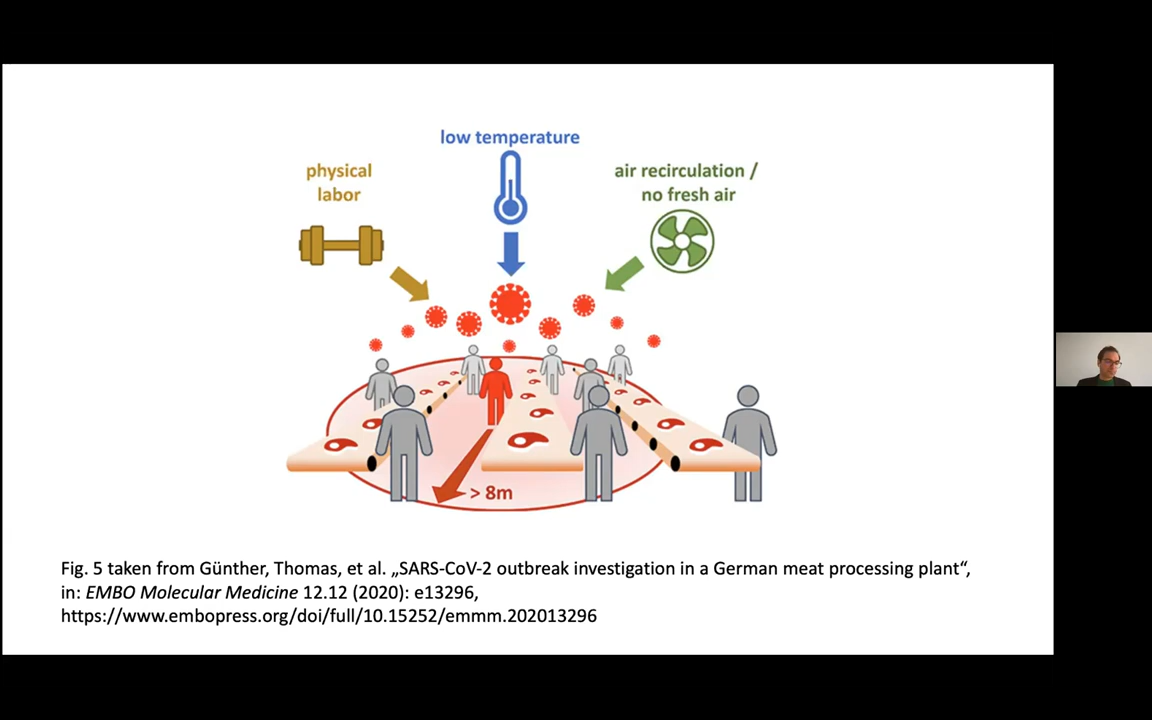 low temperature
physical
labor
air recirculation /
no fresh air
> 8m
Fig. 5 taken from Günther, Thomas, et al. „SARS-CoV-2 outbreak investigation in a German meat processing plant“,
in: EMBO Molecular Medicine 12.12 (2020): e13296,
https://www.embopress.org/doi/full/10.15252/emmm.202013296